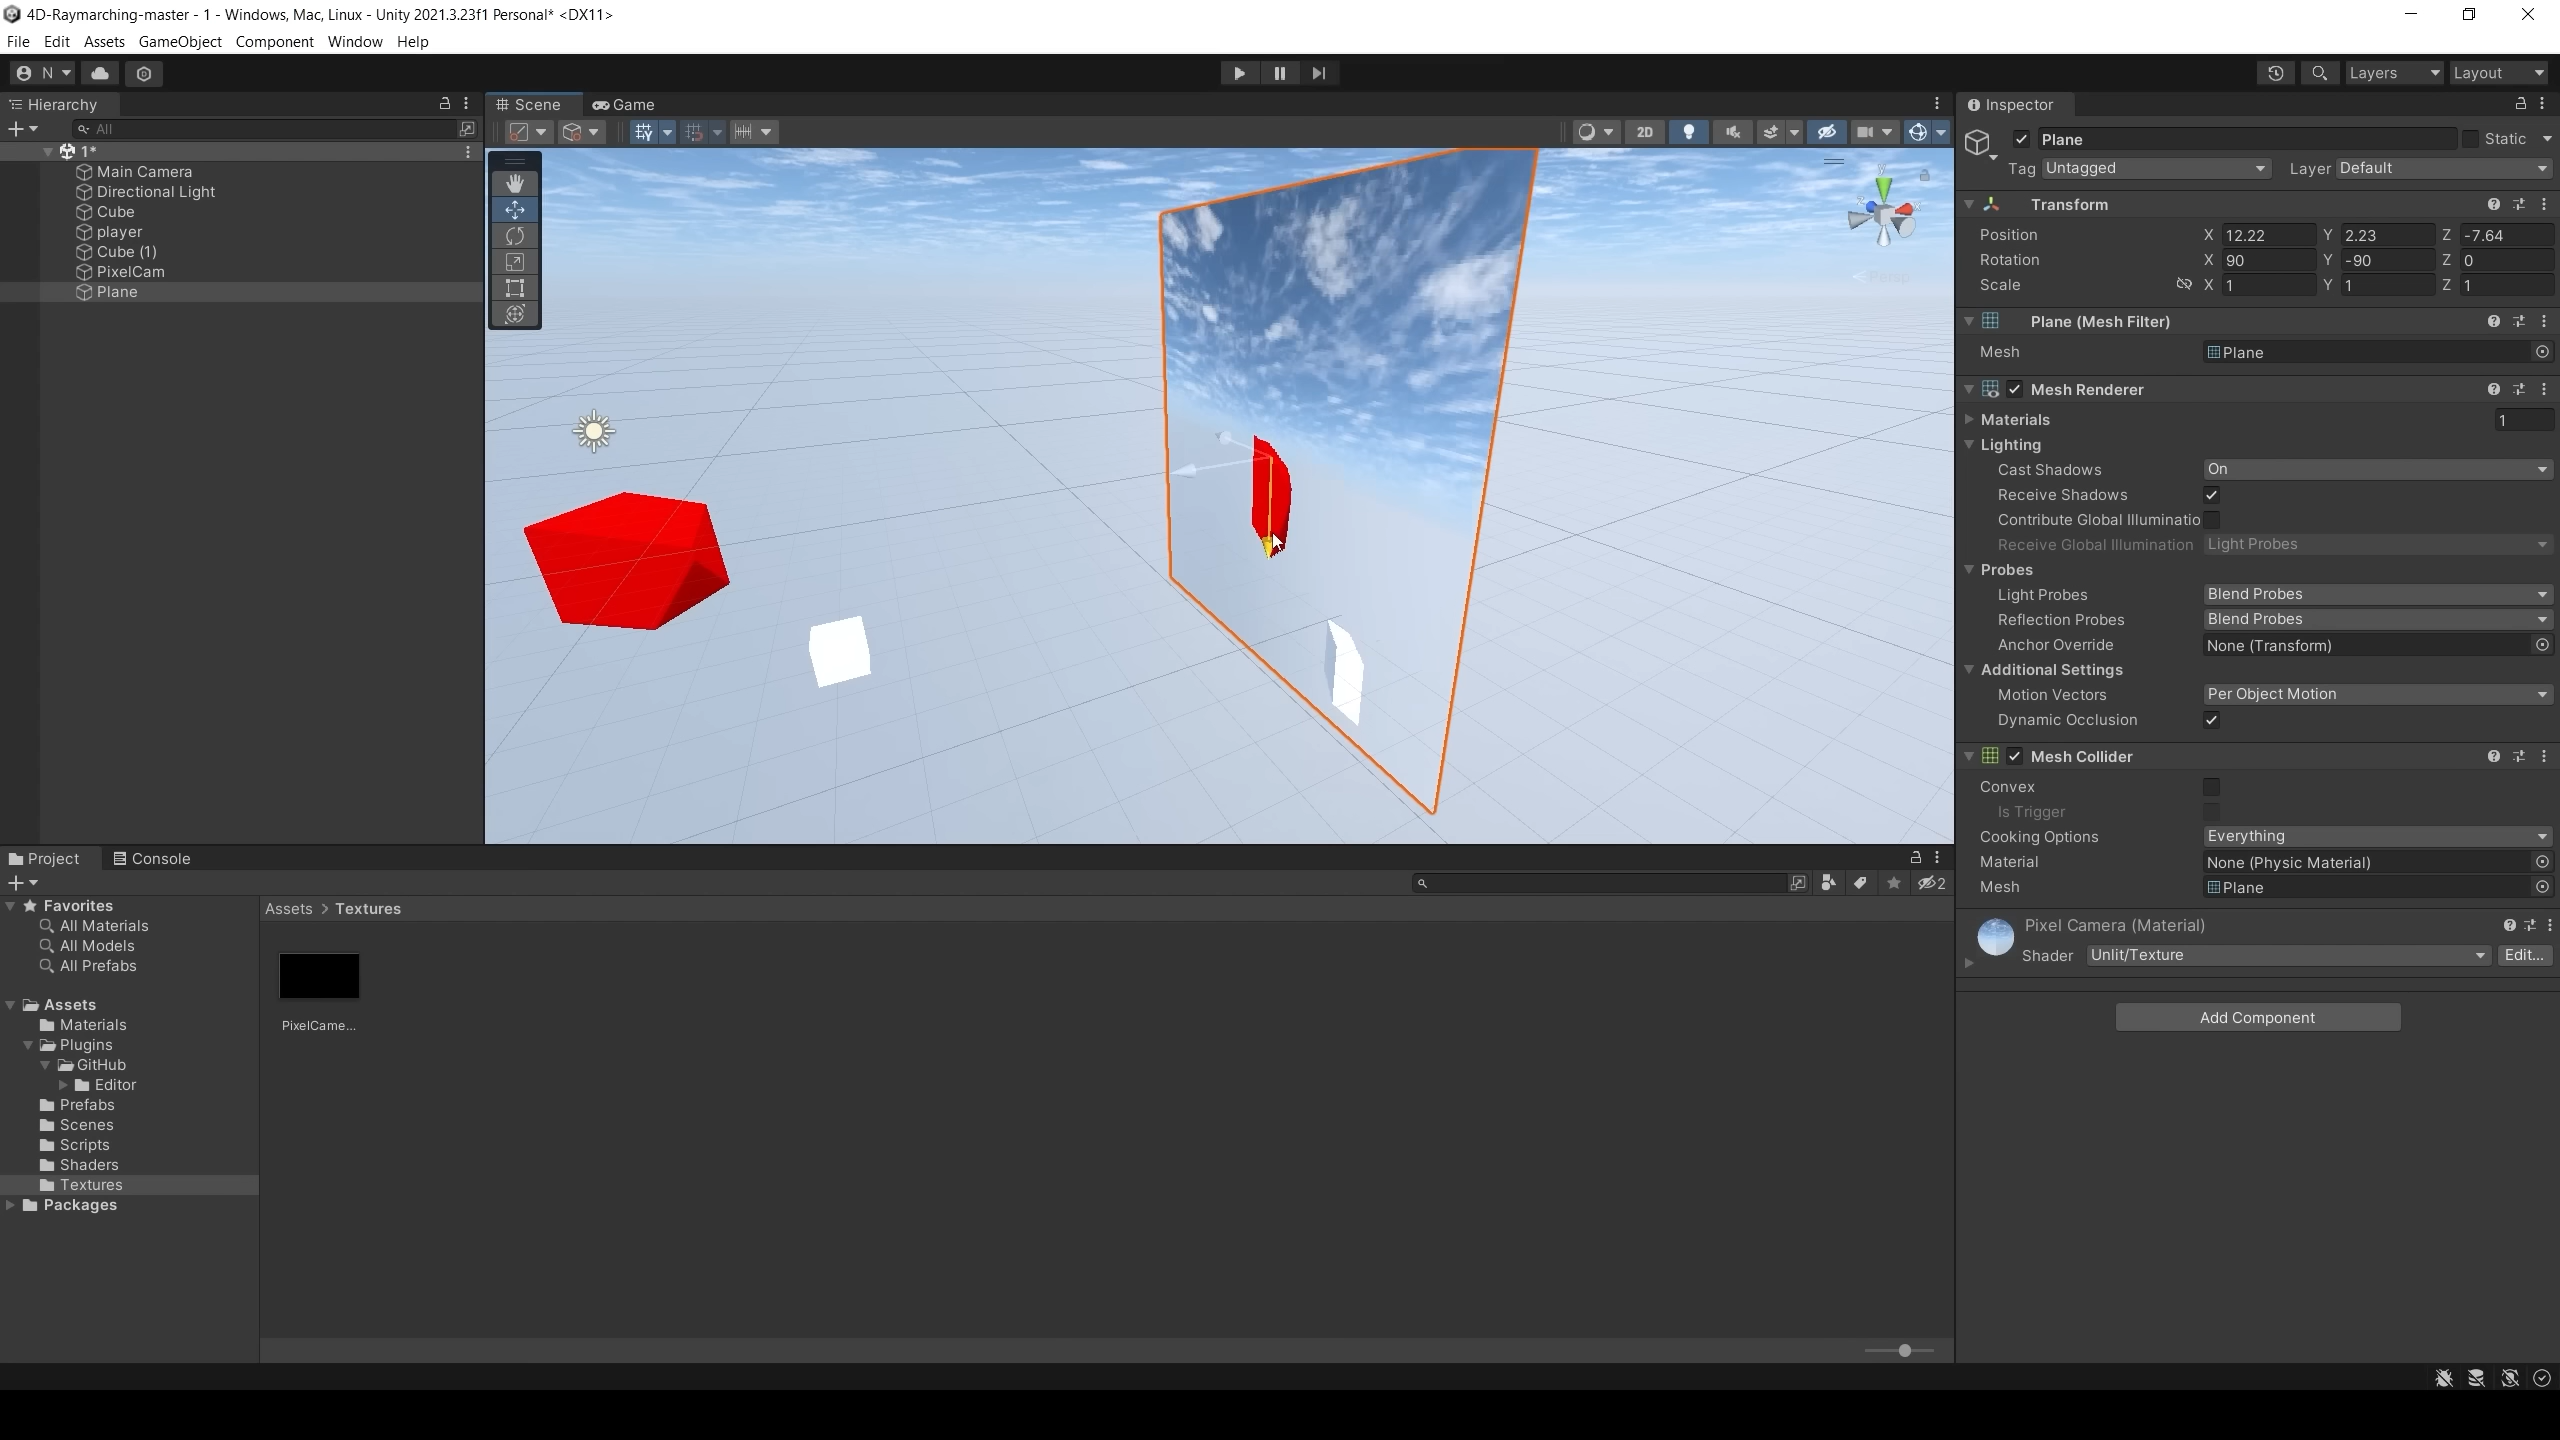 4D-Raymarching-master - 1 - Windows, Mac, Linux - Unity 2021.3.23f1 Personal* <DX11>
File Edit Assets GameObject Component Window Help
N
Layers
Layout
Hierarchy
All
1*
Main Camera
Directional Light
Cube
player
Cube (1)
PixelCam
Plane
Scene
Game
2D
y
x
z
Persp
Inspector
Plane
Static
Tag Untagged
Layer Default
Transform
Position X 12.22 Y 2.23 Z -7.64
Rotation X 90 Y -90 Z 0
Scale X 1 Y 1 Z 1
Plane (Mesh Filter)
Mesh Plane
Mesh Renderer
Materials 1
Lighting
Cast Shadows On
Receive Shadows
Contribute Global Illuminatio
Receive Global Illumination Light Probes
Probes
Light Probes Blend Probes
Reflection Probes Blend Probes
Anchor Override None (Transform)
Additional Settings
Motion Vectors Per Object Motion
Dynamic Occlusion
Mesh Collider
Convex
Is Trigger
Cooking Options Everything
Material None (Physic Material)
Mesh Plane
Pixel Camera (Material)
Shader Unlit/Texture Edit...
Add Component
Project
Console
2
Favorites
All Materials
All Models
All Prefabs
Assets
Materials
Plugins
GitHub
Editor
Prefabs
Scenes
Scripts
Shaders
Textures
Packages
Assets > Textures
PixelCame...